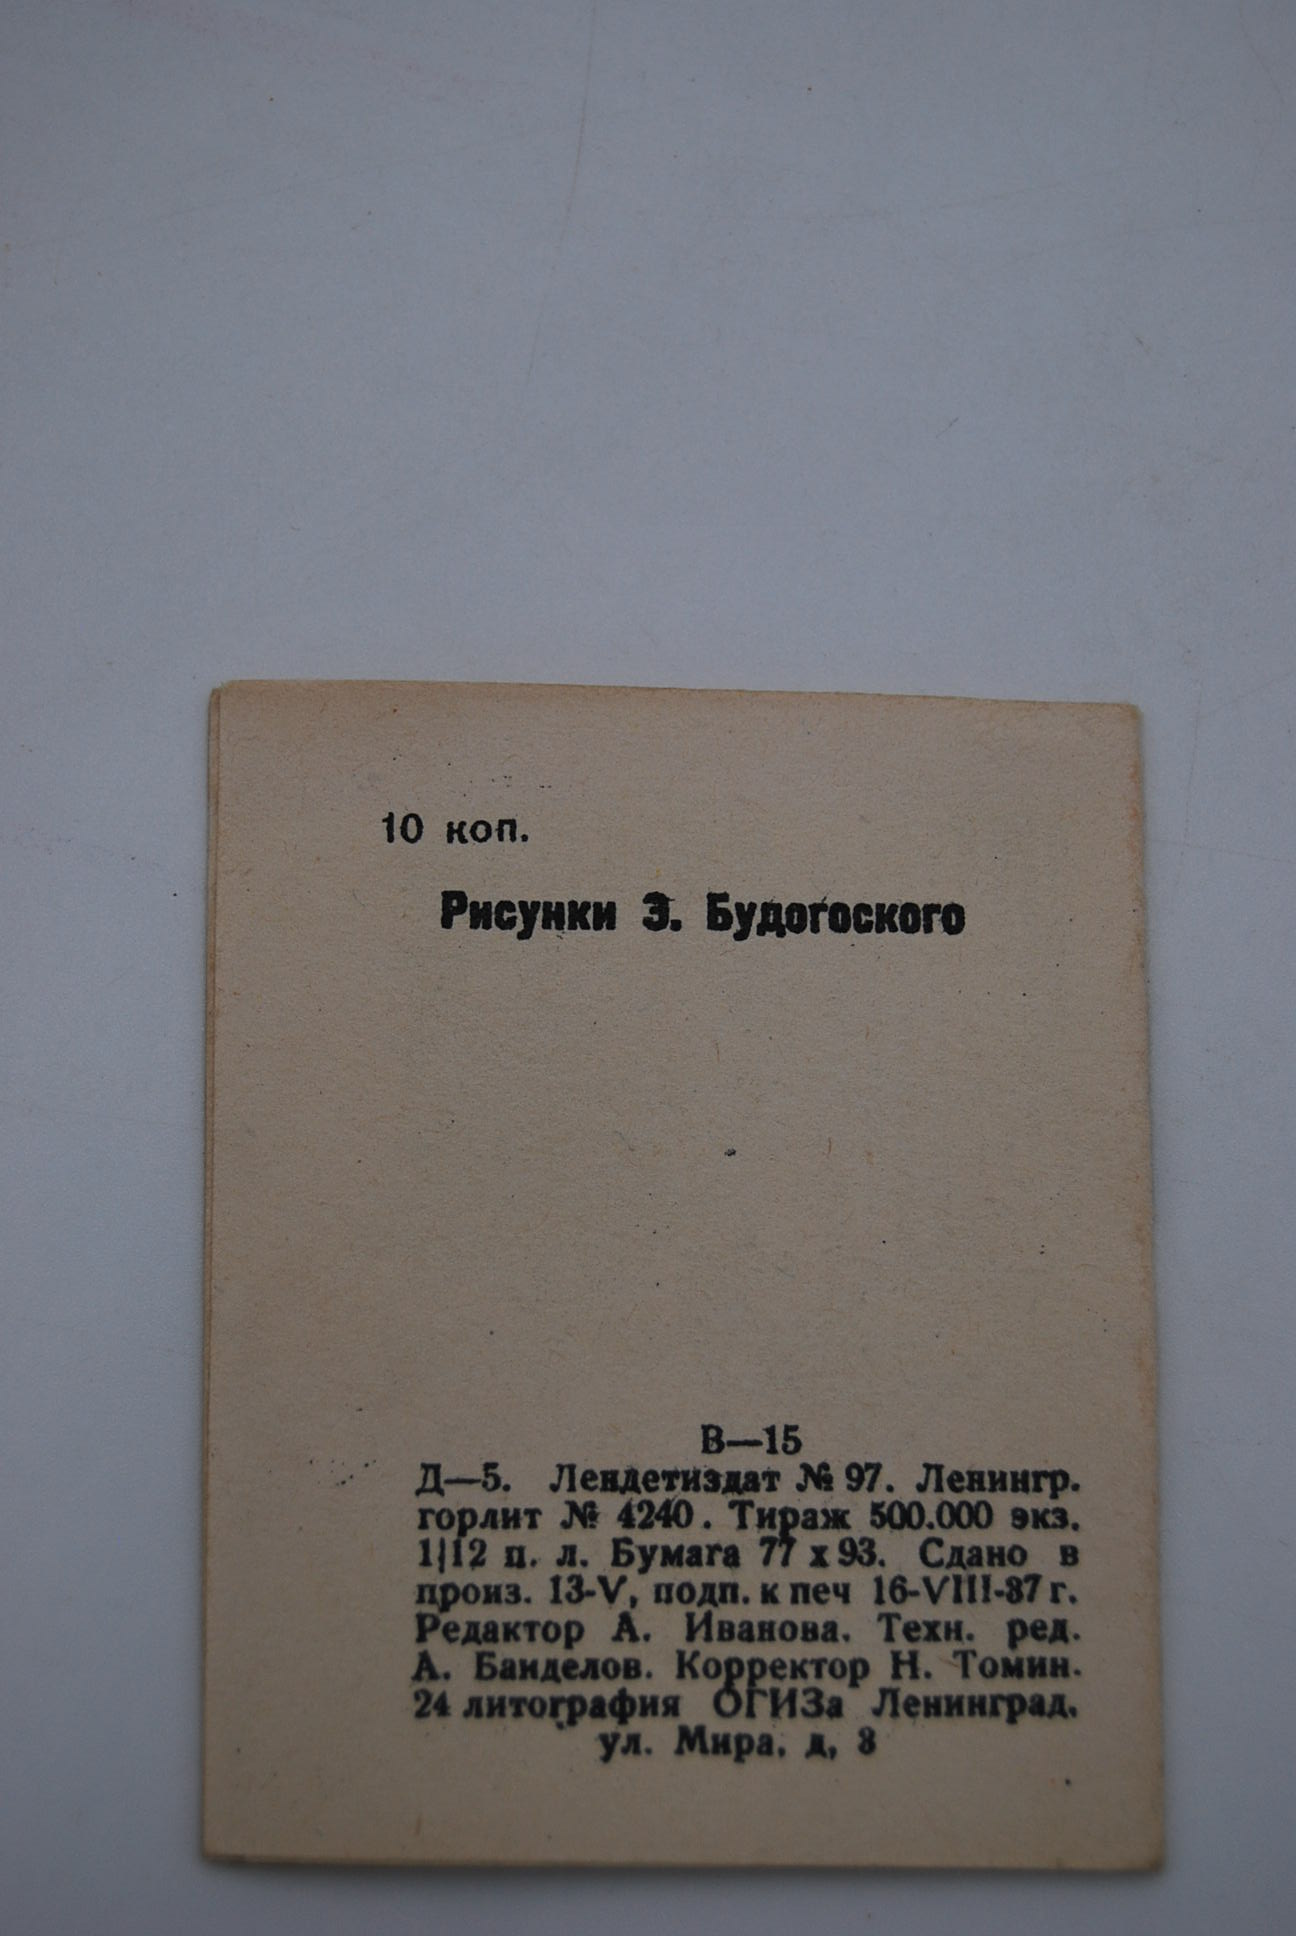 10 коп.
Рисунки Э. Будогоского
В—15
Д—5. Лендетиздат № 97. Ленингр.
горлит № 4240. Тираж 500.000 экз.
1|12 п. л. Бумага 77 х 93. Сдано в
произ. 13-V, подп. к печ 16-VIII-37 г.
Редактор А. Иванова. Техн. ред.
А. Банделов. Корректор Н. Томин.
24 литография ОГИЗа Ленинград,
ул. Мира, д, 3